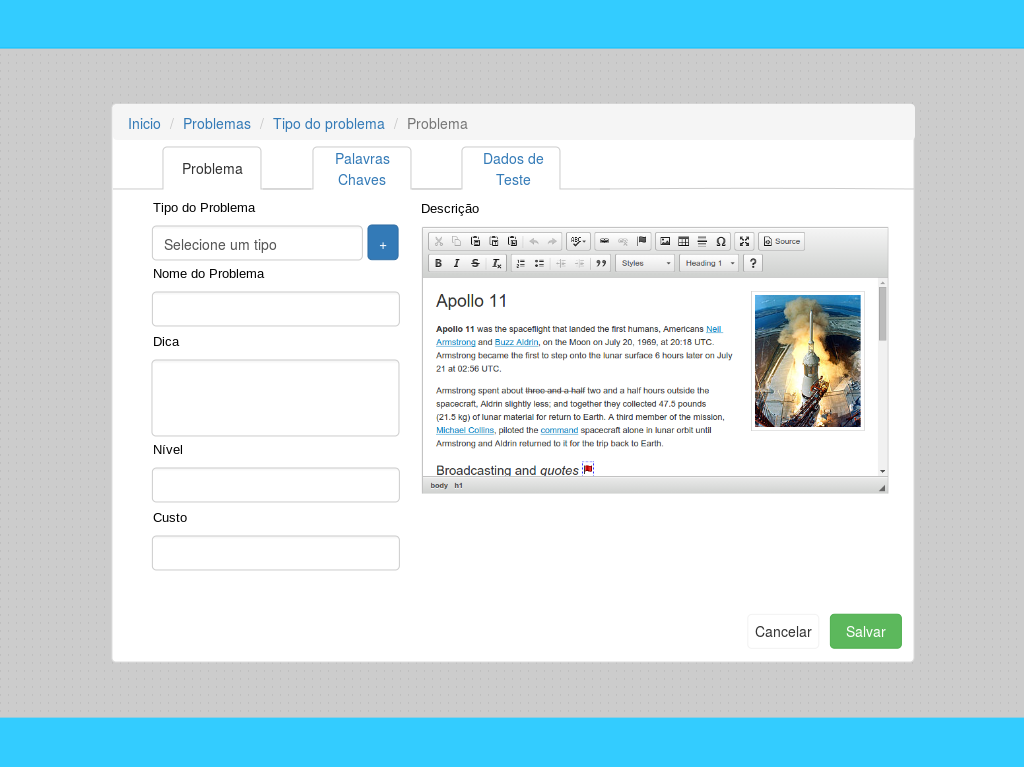 Inicio / Problemas / Tipo do problema / Problema
Problema
Palavras
Chaves
Dados de
Teste
Tipo do Problema
Selecione um tipo
+
Nome do Problema
Dica
Nível
Custo
Descrição
ABC
Ω
Source
B I S Tx
Styles
Heading 1
?
Apollo 11
Apollo 11 was the spaceflight that landed the first humans, Americans Neil
Armstrong and Buzz Aldrin, on the Moon on July 20, 1969, at 20:18 UTC.
Armstrong became the first to step onto the lunar surface 6 hours later on July
21 at 02:56 UTC.
Armstrong spent about three and a half two and a half hours outside the
spacecraft, Aldrin slightly less; and together they collected 47.5 pounds
(21.5 kg) of lunar material for return to Earth. A third member of the mission,
Michael Collins, piloted the command spacecraft alone in lunar orbit until
Armstrong and Aldrin returned to it for the trip back to Earth.
Broadcasting and quotes
body h1
Cancelar
Salvar